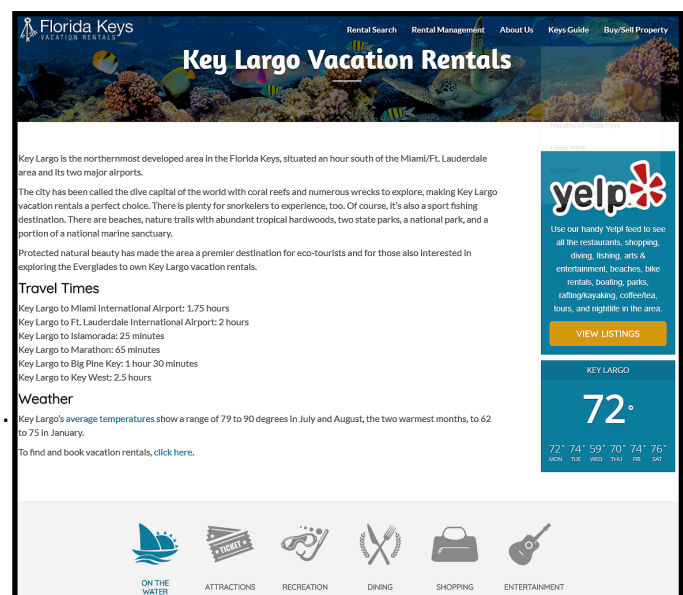 Florida Keys
VACATION RENTALS
Rental Search Rental Management About Us Keys Guide Buy/Sell Property
Key Largo Vacation Rentals
Marathon/Middle Keys
Lower Keys
Key Largo is the northernmost developed area in the Florida Keys, situated an hour south of the Miami/Ft. Lauderdale
area and its two major airports.
The city has been called the dive capital of the world with coral reefs and numerous wrecks to explore, making Key Largo
vacation rentals a perfect choice. There is plenty for snorkelers to experience, too. Of course, it's also a sport fishing
destination. There are beaches, nature trails with abundant tropical hardwoods, two state parks, a national park, and a
portion of a national marine sanctuary.
Protected natural beauty has made the area a premier destination for eco-tourists and for those also interested in
exploring the Everglades to own Key Largo vacation rentals.
Travel Times
Key Largo to Miami International Airport: 1.75 hours
Key Largo to Ft. Lauderdale International Airport: 2 hours
Key Largo to Islamorada: 25 minutes
Key Largo to Marathon: 65 minutes
Key Largo to Big Pine Key: 1 hour 30 minutes
Key Largo to Key West: 2.5 hours
Weather
Key Largo's average temperatures show a range of 79 to 90 degrees in July and August, the two warmest months, to 62
to 75 in January.
To find and book vacation rentals, click here.
yelp
Use our handy Yelp! feed to see
all the restaurants, shopping,
diving, fishing, arts &
entertainment, beaches, bike
rentals, boating, parks,
rafting/kayaking, coffee/tea,
tours, and nightlife in the area.
VIEW LISTINGS
KEY LARGO
72°
72° 74° 59° 70° 74° 76°
MON TUE WED THU FRI SAT
TICKET
ON THE
WATER
ATTRACTIONS
RECREATION
DINING
SHOPPING
ENTERTAINMENT